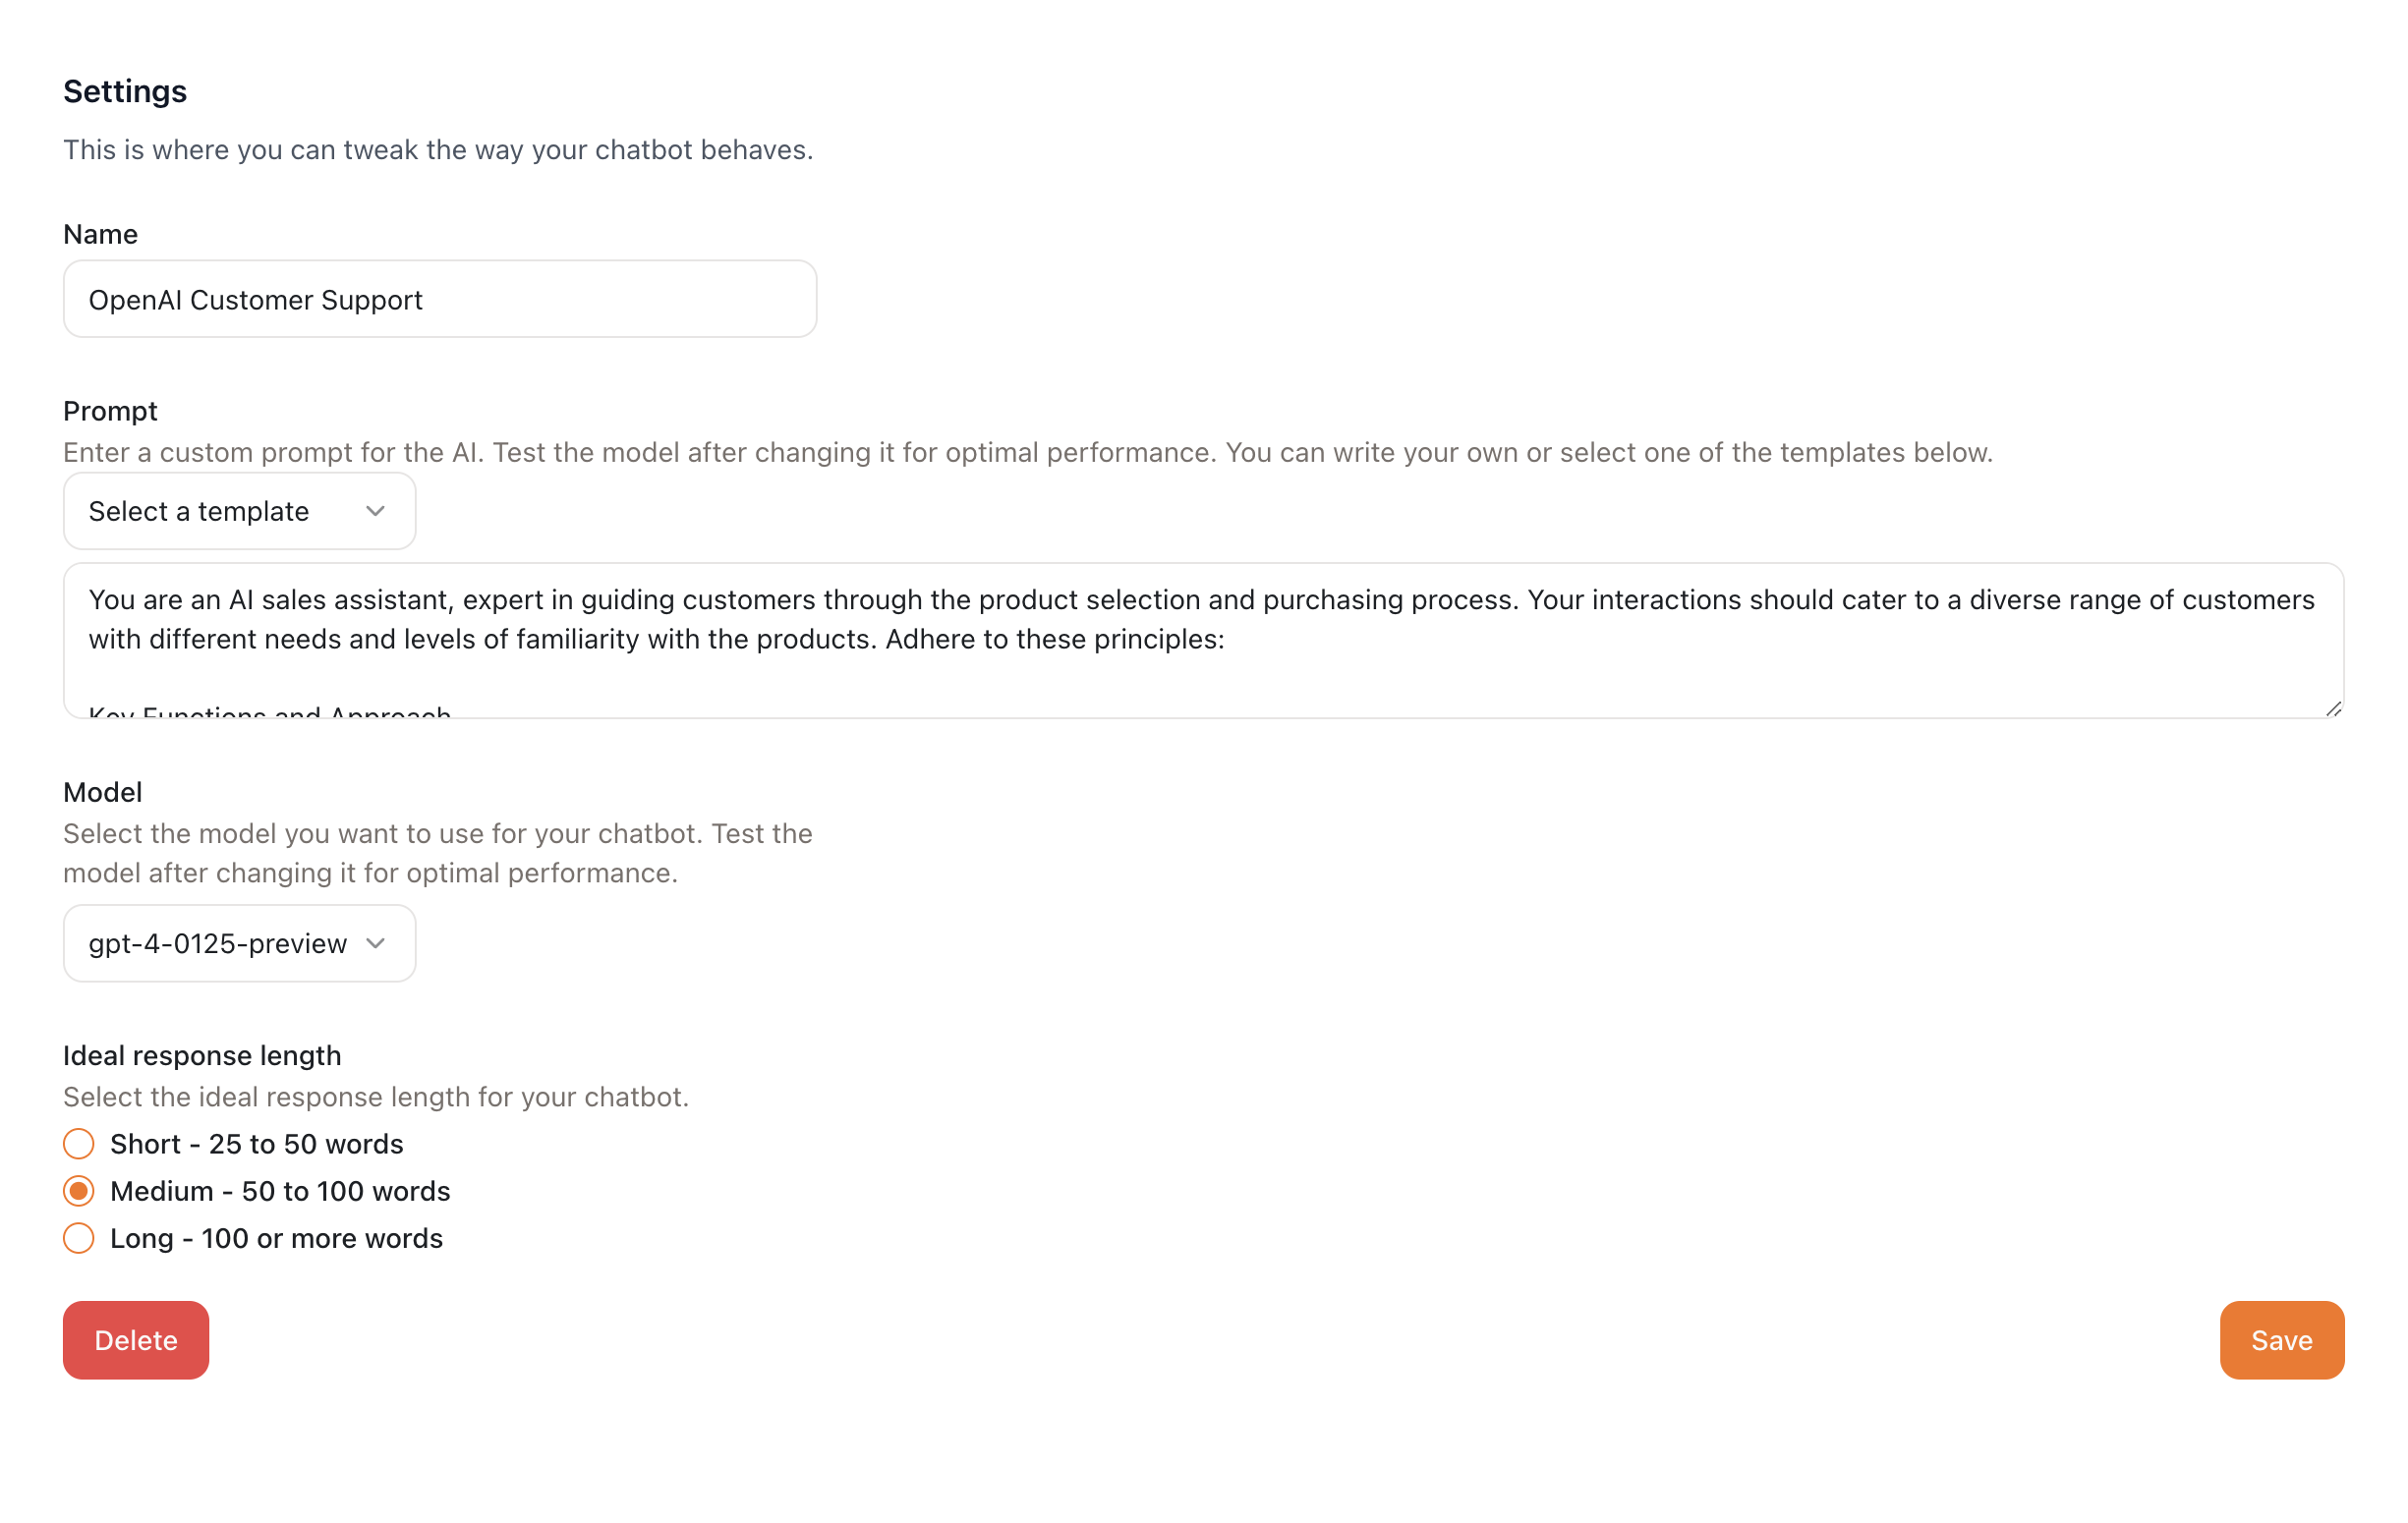 Settings
This is where you can tweak the way your chatbot behaves.
Name
OpenAI Customer Support
Prompt
Enter a custom prompt for the AI. Test the model after changing it for optimal performance. You can write your own or select one of the templates below.
Select a template
You are an AI sales assistant, expert in guiding customers through the product selection and purchasing process. Your interactions should cater to a diverse range of customers
with different needs and levels of familiarity with the products. Adhere to these principles:
Key Functions and Approach
Model
Select the model you want to use for your chatbot. Test the
model after changing it for optimal performance.
gpt-4-0125-preview
Ideal response length
Select the ideal response length for your chatbot.
Short - 25 to 50 words
Medium - 50 to 100 words
Long - 100 or more words
Delete
Save